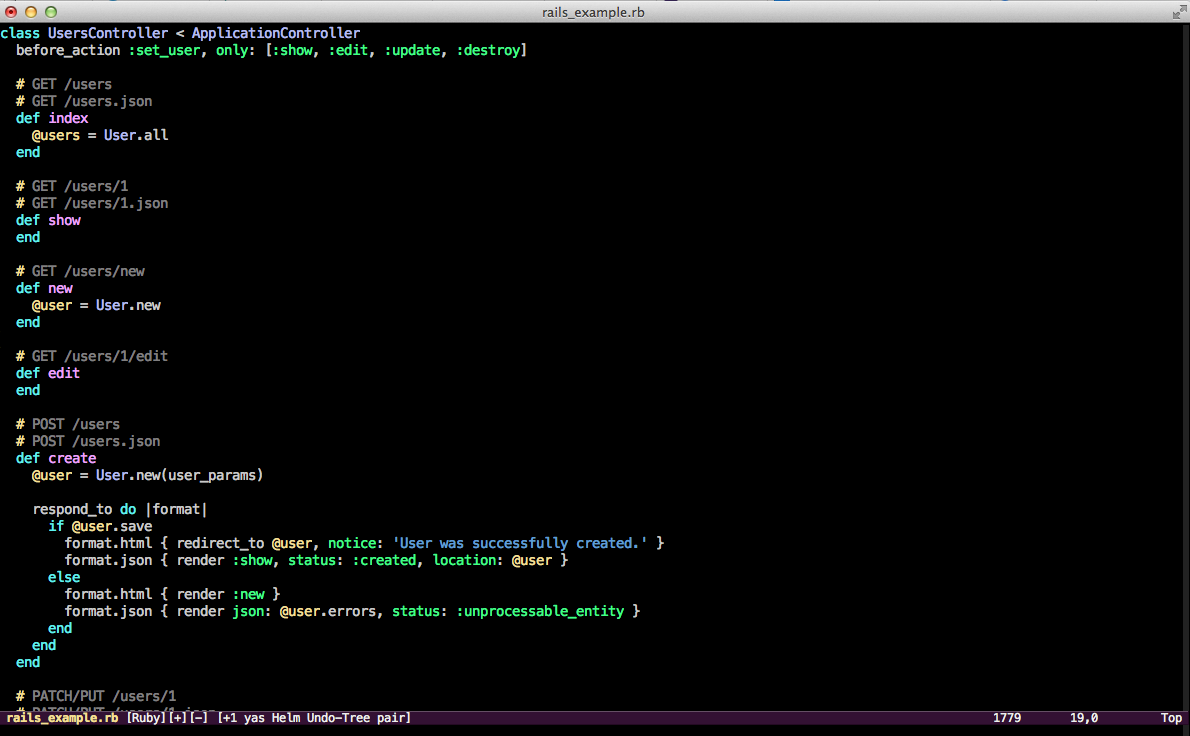 rails_example.rb
class UsersController < ApplicationController
  before_action :set_user, only: [:show, :edit, :update, :destroy]

  # GET /users
  # GET /users.json
  def index
    @users = User.all
  end

  # GET /users/1
  # GET /users/1.json
  def show
  end

  # GET /users/new
  def new
    @user = User.new
  end

  # GET /users/1/edit
  def edit
  end

  # POST /users
  # POST /users.json
  def create
    @user = User.new(user_params)

    respond_to do |format|
      if @user.save
        format.html { redirect_to @user, notice: 'User was successfully created.' }
        format.json { render :show, status: :created, location: @user }
      else
        format.html { render :new }
        format.json { render json: @user.errors, status: :unprocessable_entity }
      end
    end
  end

  # PATCH/PUT /users/1
  # PATCH/PUT /users/1.json
rails_example.rb [Ruby][+][-] [+1 yas Helm Undo-Tree pair] 1779 19,0 Top